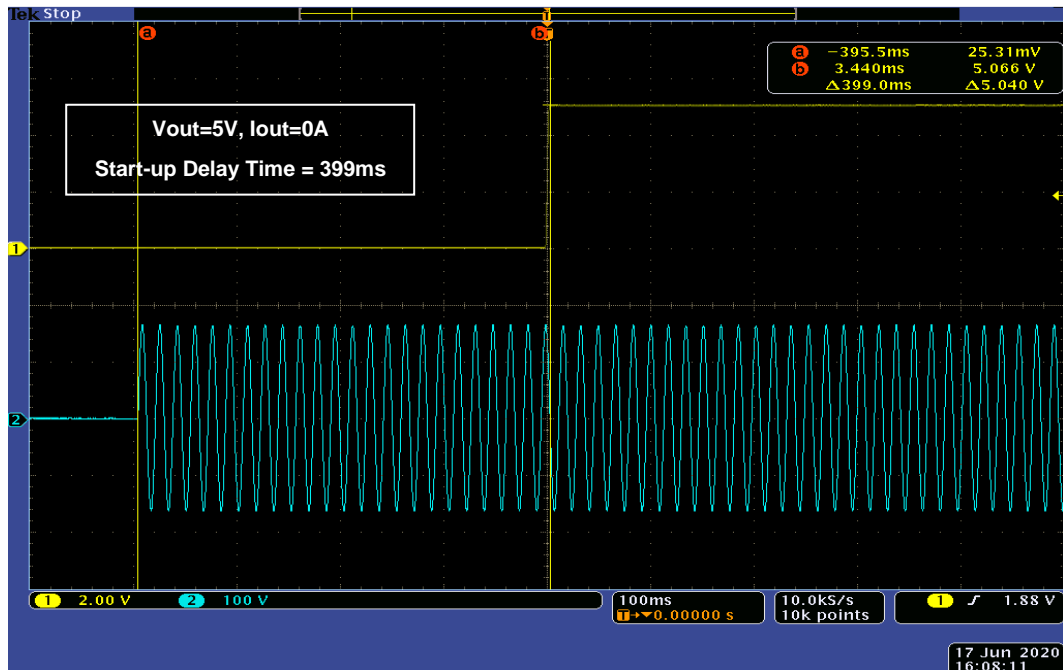 Tek Stop
T
a
b
a -395.5ms 25.31mV
b 3.440ms 5.066 V
Δ399.0ms Δ5.040 V
Vout=5V, Iout=0A
Start-up Delay Time = 399ms
1
2
1 2.00 V 2 100 V 100ms 10.0kS/s 1 1.88 V
T→▼0.00000 s 10k points
17 Jun 2020
16:08:11